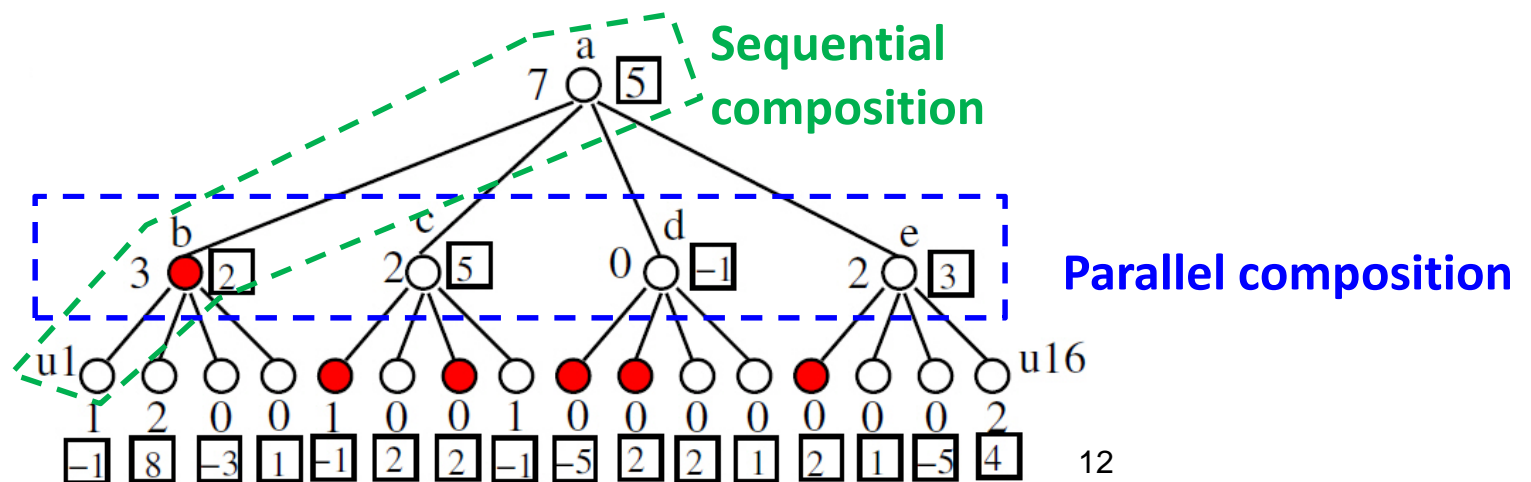 Sequential
composition
a
7 5
b c d e
3 2 2 5 0 −1 2 3
Parallel composition
u1 u16
1 2 0 0 1 0 0 1 0 0 0 0 0 0 0 2
−1 8 −3 1 −1 2 2 −1 −5 2 2 1 2 1 −5 4
12